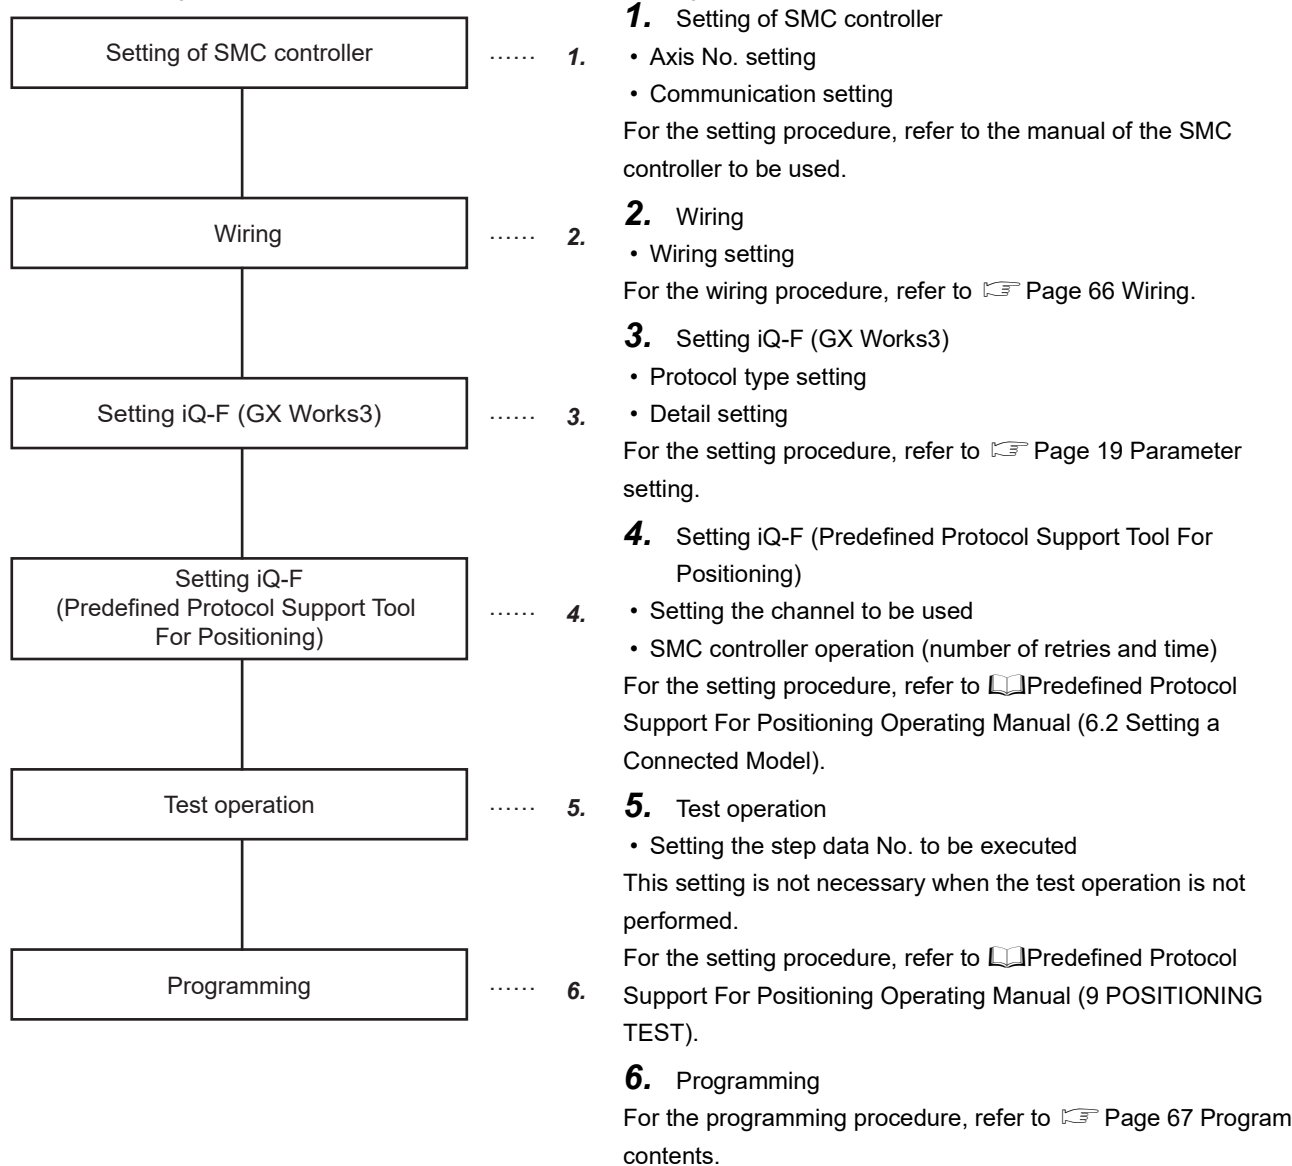 Setting of SMC controller
...... 1.
Wiring
...... 2.
Setting iQ-F (GX Works3)
...... 3.
Setting iQ-F
(Predefined Protocol Support Tool
For Positioning)
...... 4.
Test operation
...... 5.
Programming
...... 6.
1. Setting of SMC controller
• Axis No. setting
• Communication setting
For the setting procedure, refer to the manual of the SMC
controller to be used.
2. Wiring
• Wiring setting
For the wiring procedure, refer to ☞ Page 66 Wiring.
3. Setting iQ-F (GX Works3)
• Protocol type setting
• Detail setting
For the setting procedure, refer to ☞ Page 19 Parameter
setting.
4. Setting iQ-F (Predefined Protocol Support Tool For
Positioning)
• Setting the channel to be used
• SMC controller operation (number of retries and time)
For the setting procedure, refer to 🕮Predefined Protocol
Support For Positioning Operating Manual (6.2 Setting a
Connected Model).
5. Test operation
• Setting the step data No. to be executed
This setting is not necessary when the test operation is not
performed.
For the setting procedure, refer to 🕮Predefined Protocol
Support For Positioning Operating Manual (9 POSITIONING
TEST).
6. Programming
For the programming procedure, refer to ☞ Page 67 Program
contents.